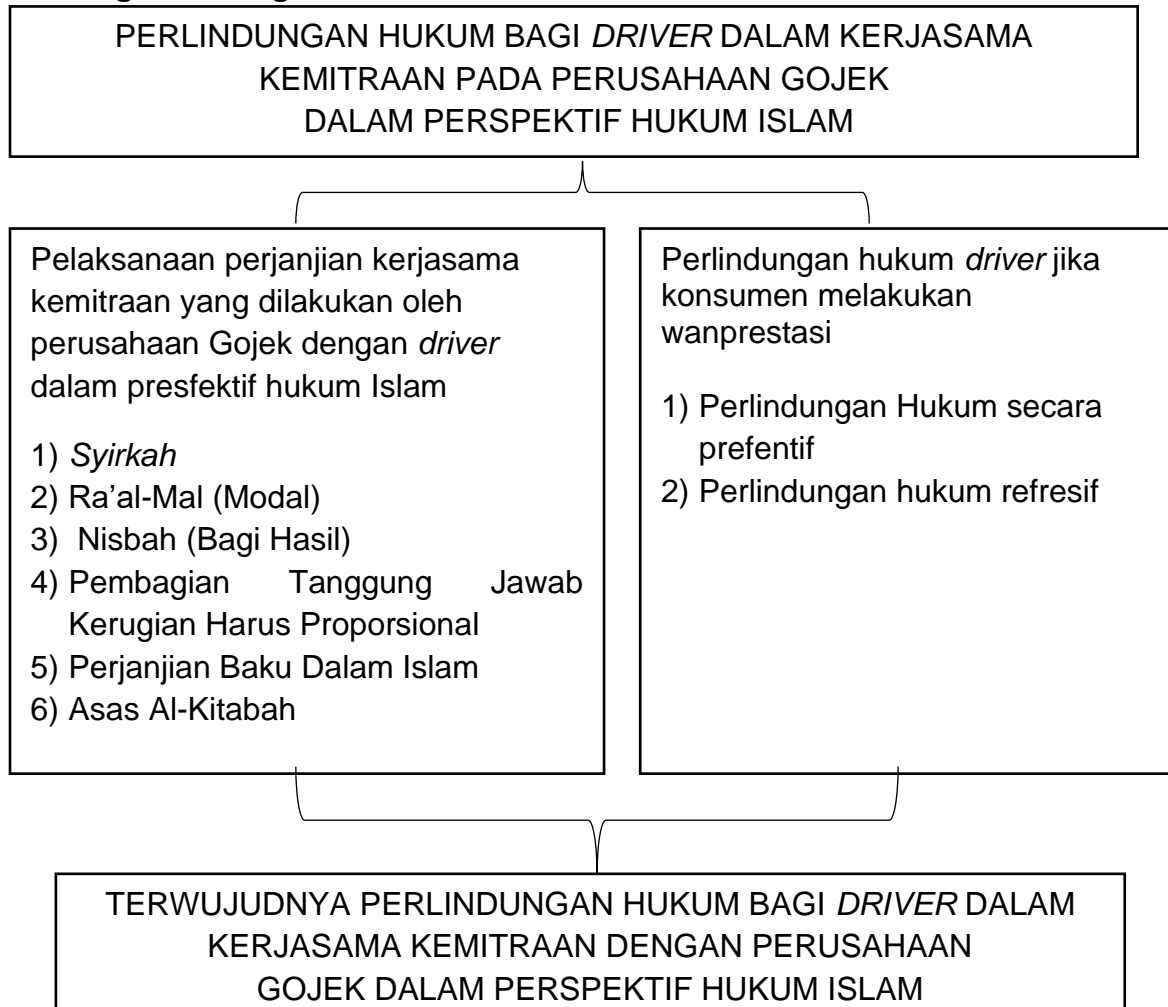 PERLINDUNGAN HUKUM BAGI DRIVER DALAM KERJASAMA
KEMITRAAN PADA PERUSAHAAN GOJEK
DALAM PERSPEKTIF HUKUM ISLAM
Pelaksanaan perjanjian kerjasama
kemitraan yang dilakukan oleh
perusahaan Gojek dengan driver
dalam presfektif hukum Islam
1) Syirkah
2) Ra’al-Mal (Modal)
3) Nisbah (Bagi Hasil)
4) Pembagian Tanggung Jawab
Kerugian Harus Proporsional
5) Perjanjian Baku Dalam Islam
6) Asas Al-Kitabah
Perlindungan hukum driver jika
konsumen melakukan
wanprestasi
1) Perlindungan Hukum secara
prefentif
2) Perlindungan hukum refresif
TERWUJUDNYA PERLINDUNGAN HUKUM BAGI DRIVER DALAM
KERJASAMA KEMITRAAN DENGAN PERUSAHAAN
GOJEK DALAM PERSPEKTIF HUKUM ISLAM